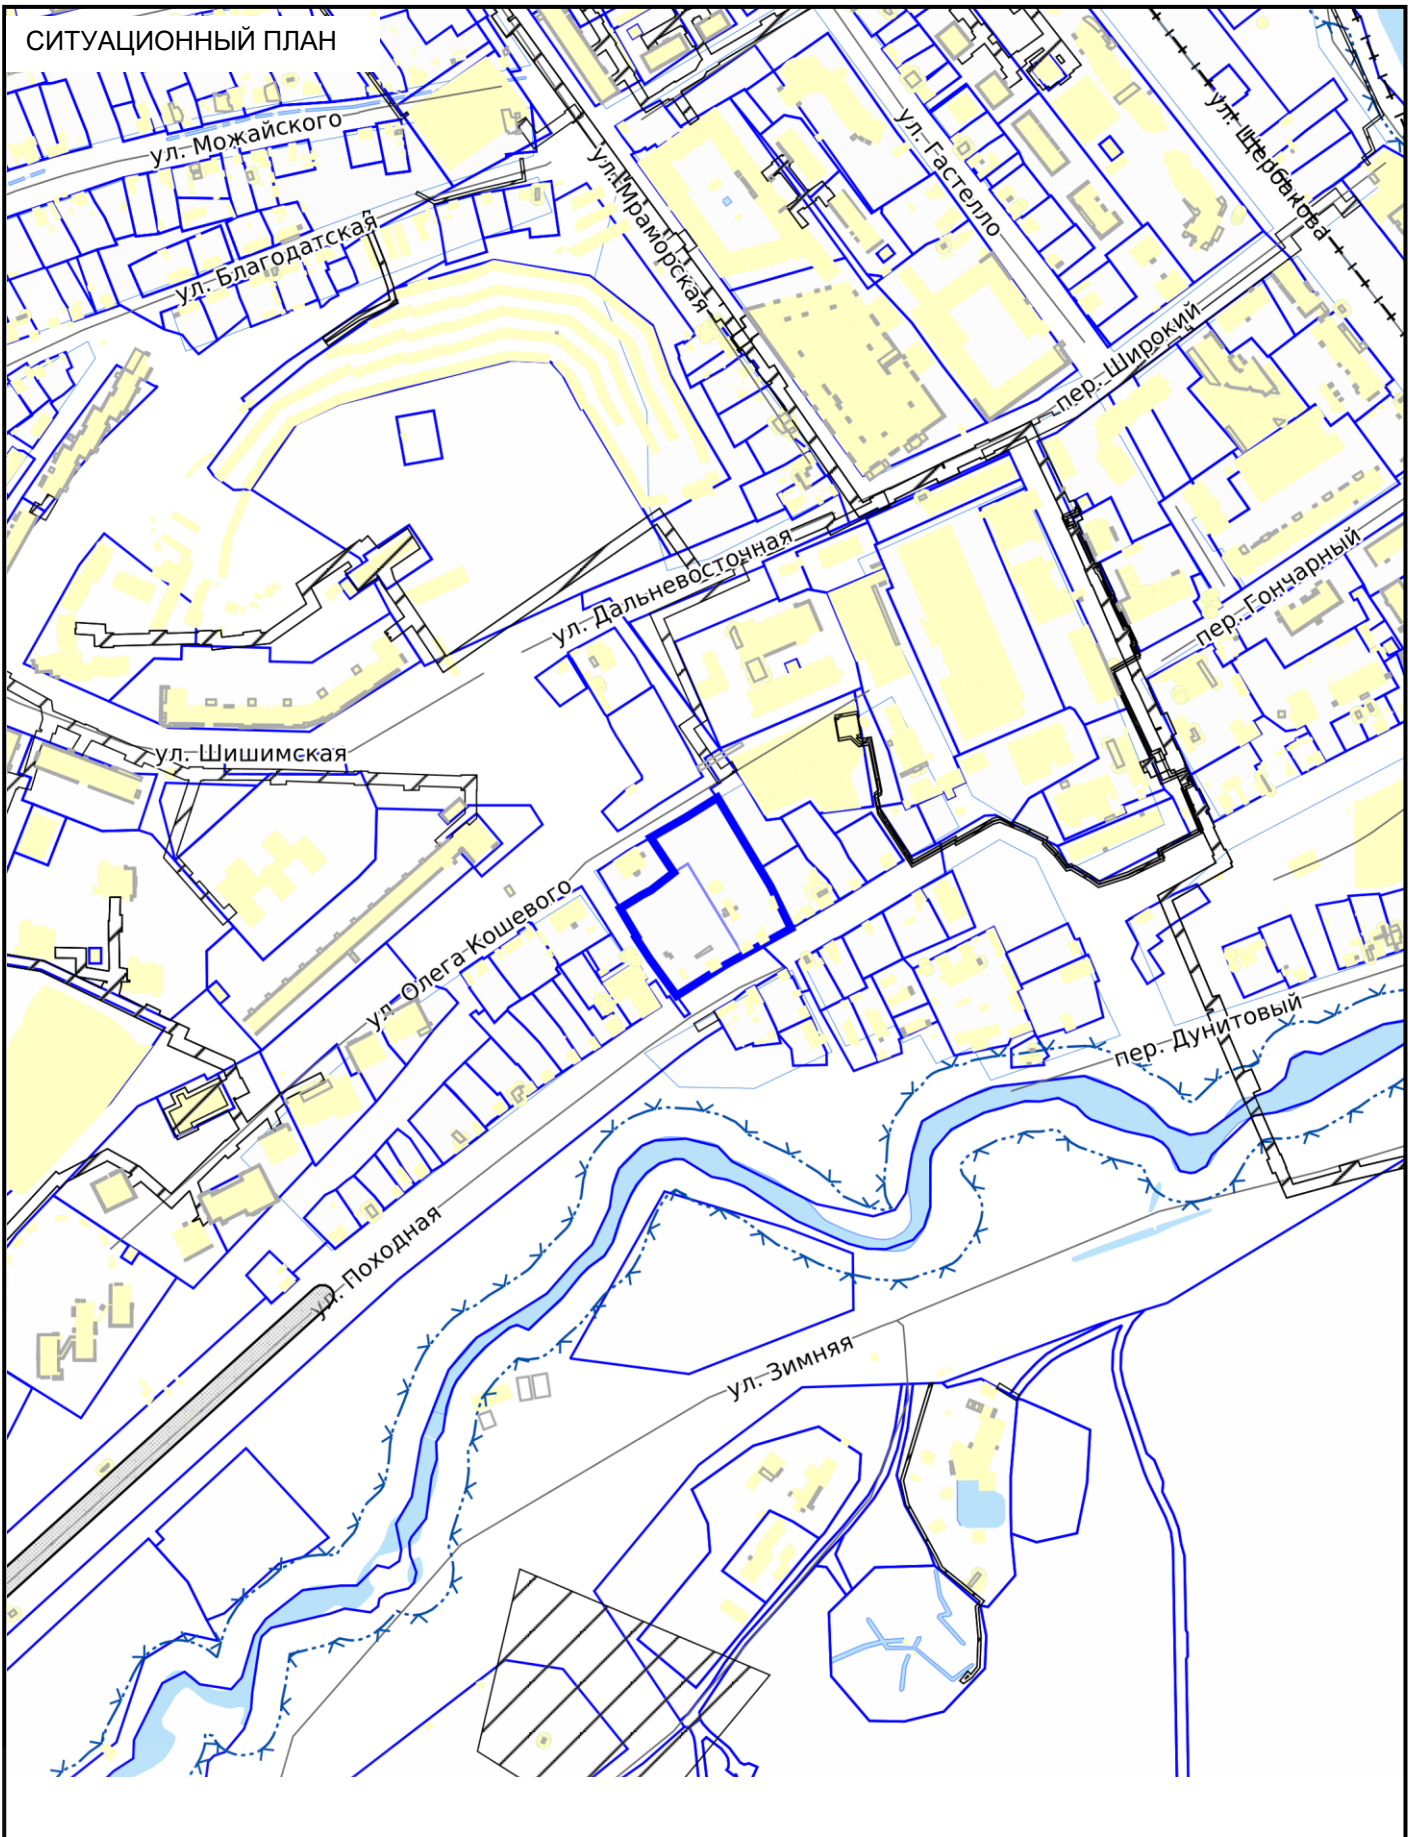 СИТУАЦИОННЫЙ ПЛАН
ул. Можайского
ул. Благодатская
ул. Мраморская
ул. Гастелло
ул. Щербакова
пер. Широкий
ул. Дальневосточная
пер. Гончарный
ул. Шишимская
ул. Олега Кошевого
пер. Дунитовый
ул. Походная
ул. Зимняя